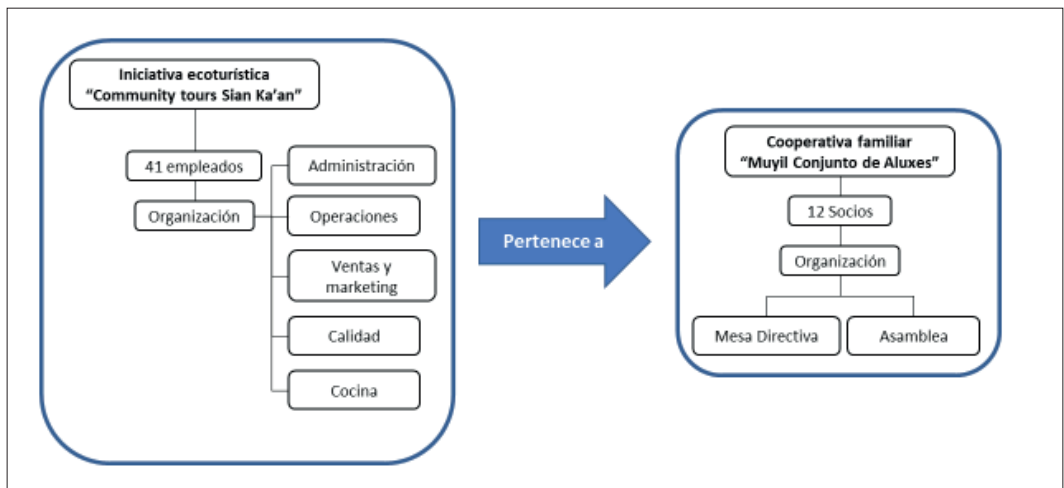 Iniciativa ecoturística
“Community tours Sian Ka’an”
41 empleados
Organización
Administración
Operaciones
Ventas y
marketing
Calidad
Cocina
Pertenece a
Cooperativa familiar
“Muyil Conjunto de Aluxes”
12 Socios
Organización
Mesa Directiva
Asamblea